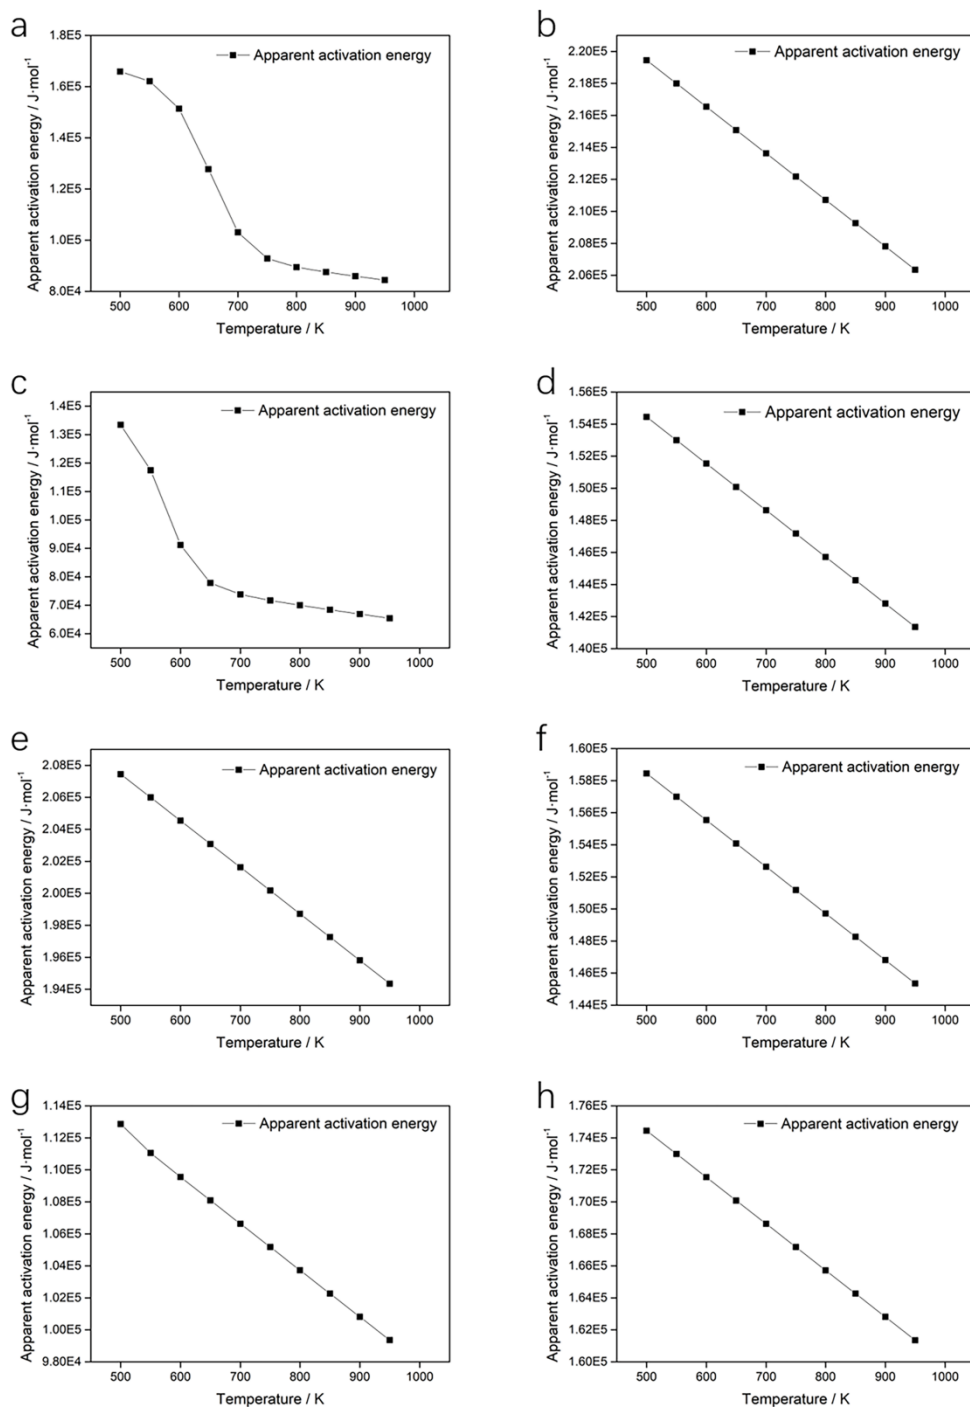 a
1.8E5
1.6E5
1.4E5
1.2E5
1.0E5
8.0E4
Apparent activation energy / J·mol⁻¹
Apparent activation energy
500 600 700 800 900 1000
Temperature / K
b
2.20E5
2.18E5
2.16E5
2.14E5
2.12E5
2.10E5
2.08E5
2.06E5
Apparent activation energy / J·mol⁻¹
Apparent activation energy
500 600 700 800 900 1000
Temperature / K
c
1.4E5
1.3E5
1.2E5
1.1E5
1.0E5
9.0E4
8.0E4
7.0E4
6.0E4
Apparent activation energy / J·mol⁻¹
Apparent activation energy
500 600 700 800 900 1000
Temperature / K
d
1.56E5
1.54E5
1.52E5
1.50E5
1.48E5
1.46E5
1.44E5
1.42E5
1.40E5
Apparent activation energy / J·mol⁻¹
Apparent activation energy
500 600 700 800 900 1000
Temperature / K
e
2.08E5
2.06E5
2.04E5
2.02E5
2.00E5
1.98E5
1.96E5
1.94E5
Apparent activation energy / J·mol⁻¹
Apparent activation energy
500 600 700 800 900 1000
Temperature / K
f
1.60E5
1.58E5
1.56E5
1.54E5
1.52E5
1.50E5
1.48E5
1.46E5
1.44E5
Apparent activation energy / J·mol⁻¹
Apparent activation energy
500 600 700 800 900 1000
Temperature / K
g
1.14E5
1.12E5
1.10E5
1.08E5
1.06E5
1.04E5
1.02E5
1.00E5
9.80E4
Apparent activation energy / J·mol⁻¹
Apparent activation energy
500 600 700 800 900 1000
Temperature / K
h
1.76E5
1.74E5
1.72E5
1.70E5
1.68E5
1.66E5
1.64E5
1.62E5
1.60E5
Apparent activation energy / J·mol⁻¹
Apparent activation energy
500 600 700 800 900 1000
Temperature / K